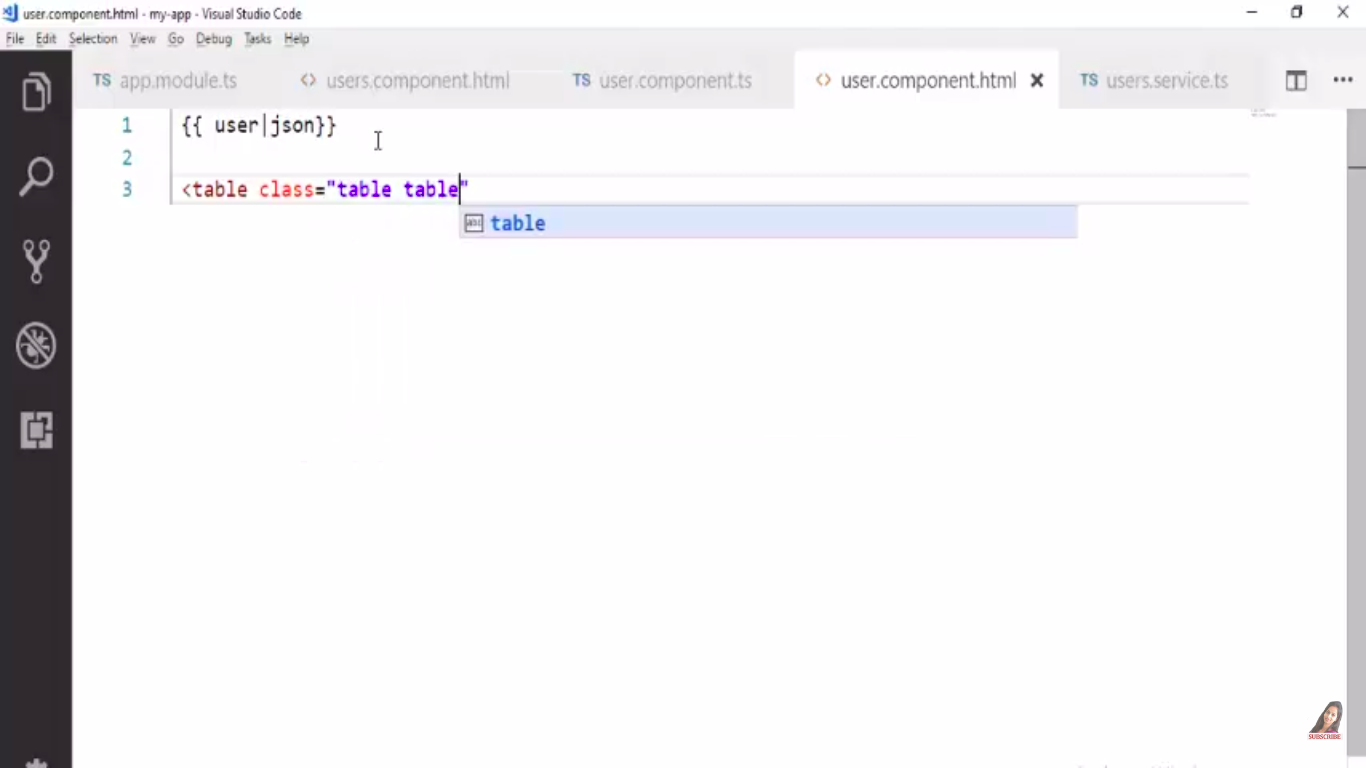 user.component.html - my-app - Visual Studio Code
File Edit Selection View Go Debug Tasks Help
TS app.module.ts <> users.component.html TS user.component.ts <> user.component.html TS users.service.ts
1 {{ user|json}}
2
3 <table class="table table"
abc table
SUBSCRIBE